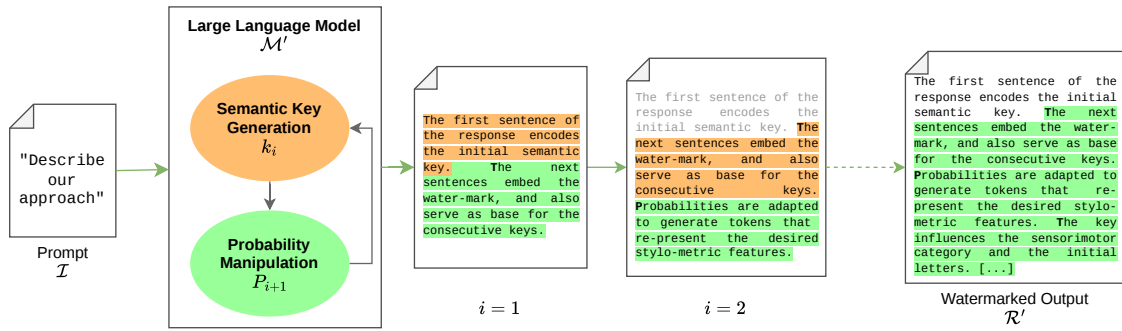 "Describe
our
approach"
Prompt
I
Large Language Model
M′
Semantic Key
Generation
k_i
Probability
Manipulation
P_{i+1}
The first sentence of
the response encodes
the initial semantic
key. The next
sentences embed the
water-mark, and also
serve as base for the
consecutive keys.
i = 1
The first sentence of the
response encodes the
initial semantic key. The
next sentences embed the
water-mark, and also
serve as base for the
consecutive keys.
Probabilities are adapted
to generate tokens that
re-present the desired
stylo-metric features.
i = 2
The first sentence of the
response encodes the initial
semantic key. The next
sentences embed the water-
mark, and also serve as base
for the consecutive keys.
Probabilities are adapted to
generate tokens that re-
present the desired stylo-
metric features. The key
influences the sensorimotor
category and the initial
letters. [...]
Watermarked Output
R′